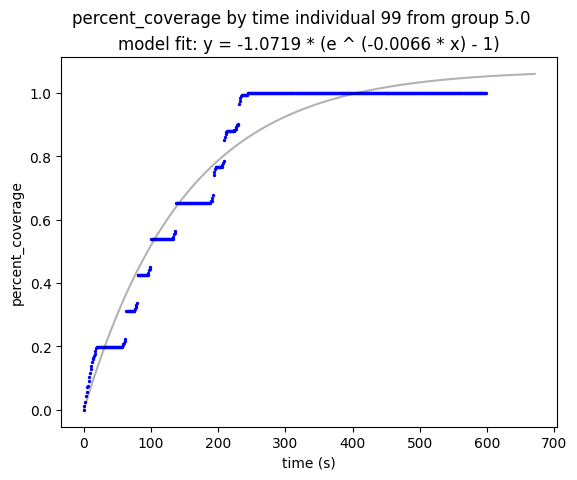 percent_coverage by time individual 99 from group 5.0
model fit: y = -1.0719 * (e ^ (-0.0066 * x) - 1)
1.0
0.8
0.6
0.4
0.2
0.0
percent_coverage
0 100 200 300 400 500 600 700
time (s)